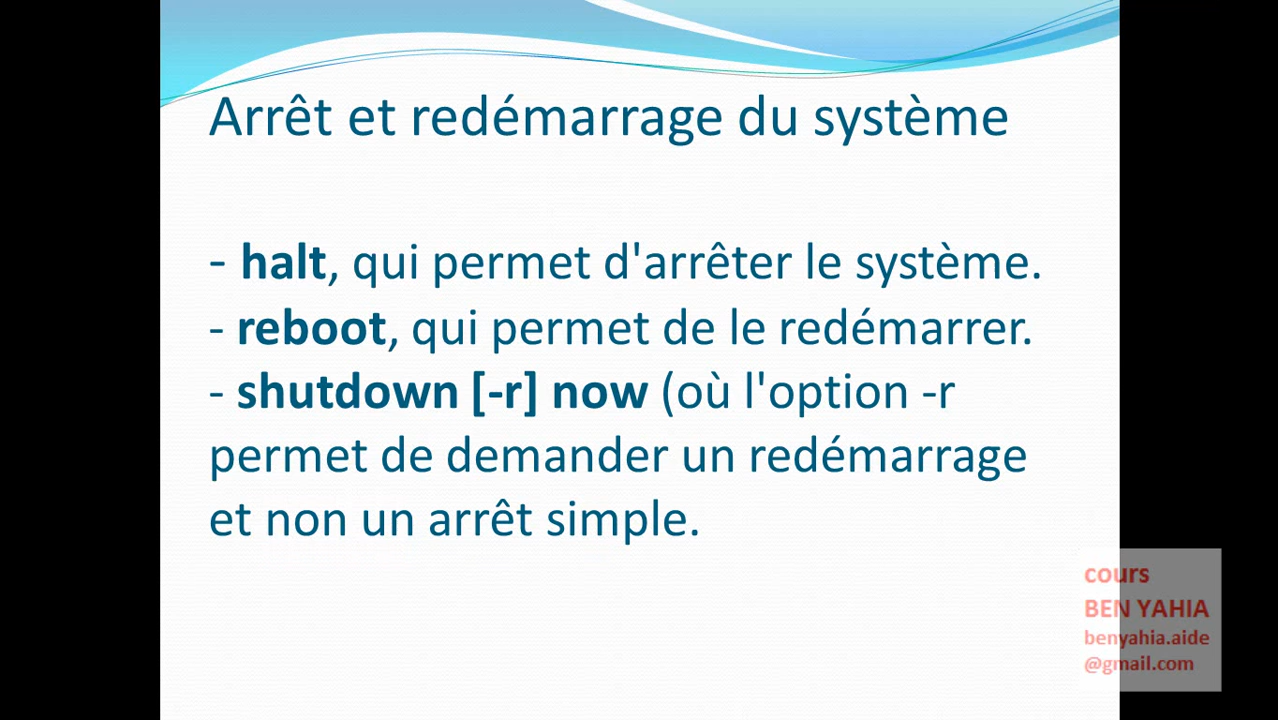 Arrêt et redémarrage du système
- halt, qui permet d'arrêter le système.
- reboot, qui permet de le redémarrer.
- shutdown [-r] now (où l'option -r
permet de demander un redémarrage
et non un arrêt simple.
cours
BEN YAHIA
benyahia.aide
@gmail.com